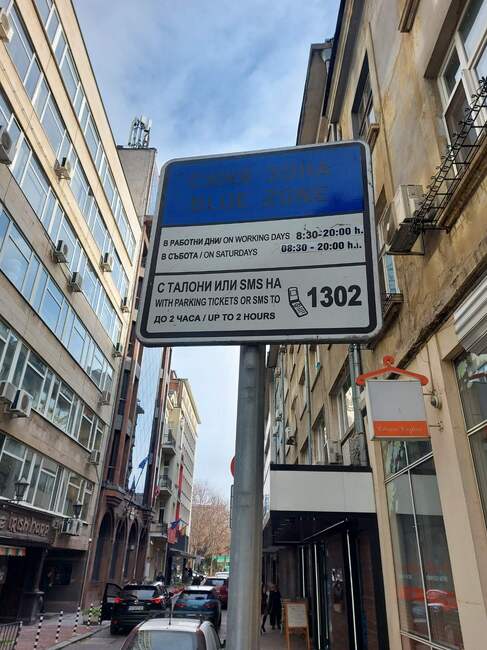 СИНЯ ЗОНА
BLUE ZONE
В РАБОТНИ ДНИ/ ON WORKING DAYS 8:30-20:00 h.
В СЪБОТА / ON SATURDAYS 08:30 - 20:00 h.
С ТАЛОНИ ИЛИ SMS НА
WITH PARKING TICKETS OR SMS TO
1302
ДО 2 ЧАСА / UP TO 2 HOURS